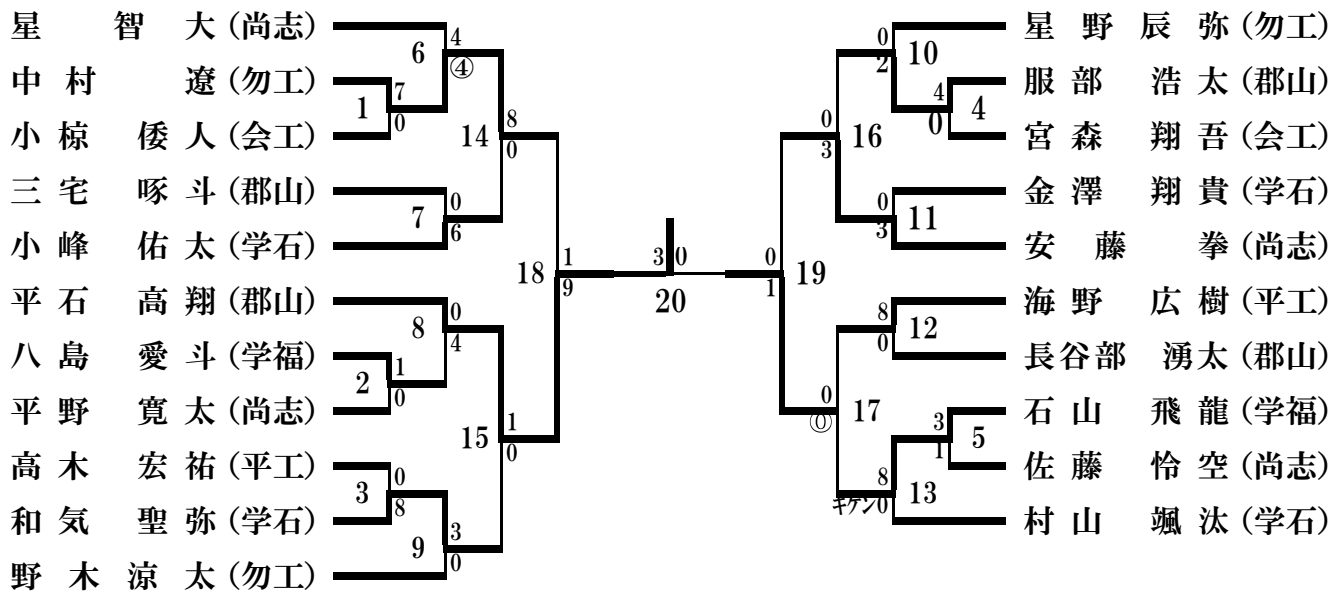 星 智 大 (尚志)
中 村 遼 (勿工)
小 椋 倭 人 (会工)
三 宅 啄 斗 (郡山)
小 峰 佑 太 (学石)
平 石 高 翔 (郡山)
八 島 愛 斗 (学福)
平 野 寛 太 (尚志)
高 木 宏 祐 (平工)
和 気 聖 弥 (学石)
野 木 涼 太 (勿工)
6
4
④
1
7
0
14
8
0
7
0
6
18
1
9
8
0
4
2
1
0
15
1
0
3
0
8
9
3
0
3 0
20
0
2
10
4
0
4
0
3
16
0
3
11
0
1
19
8
0
12
0
⓪
17
3
1
5
8
キケン0
13
星 野 辰 弥 (勿工)
服 部 浩 太 (郡山)
宮 森 翔 吾 (会工)
金 澤 翔 貴 (学石)
安 藤 拳 (尚志)
海 野 広 樹 (平工)
長谷部 湧太 (郡山)
石 山 飛 龍 (学福)
佐 藤 怜 空 (尚志)
村 山 颯 汰 (学石)